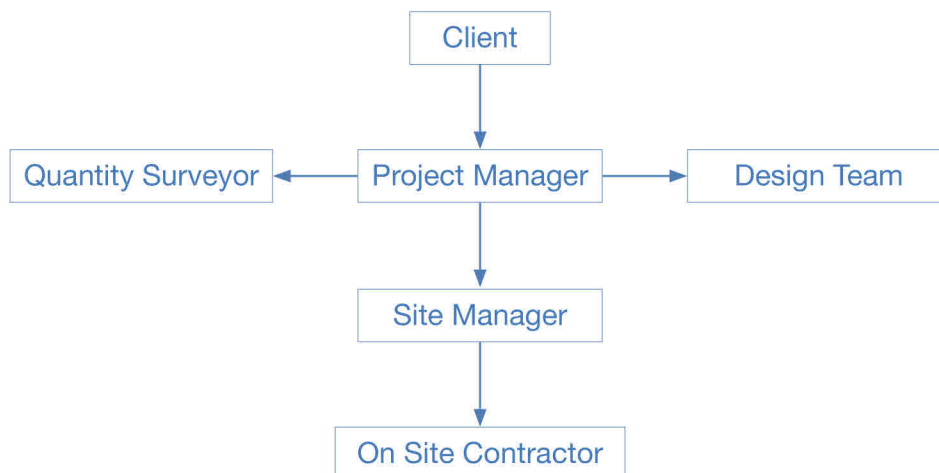 Client
Quantity Surveyor
Project Manager
Design Team
Site Manager
On Site Contractor